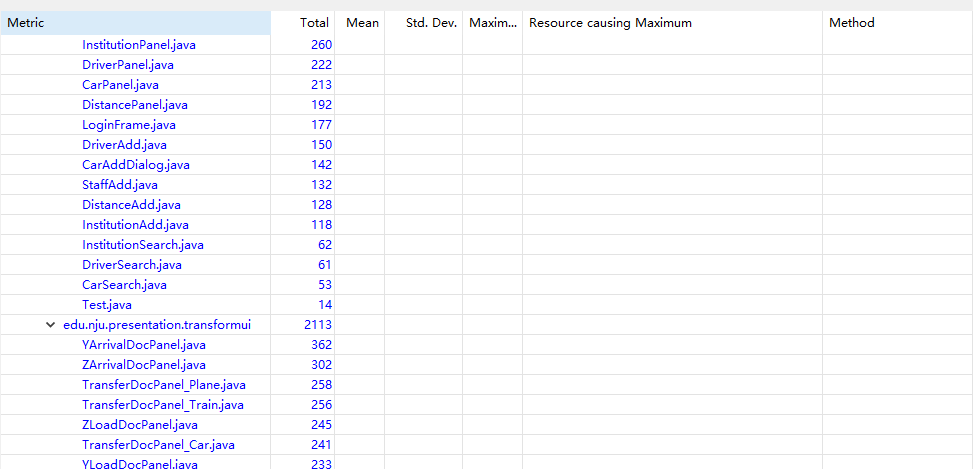 Metric Total Mean Std. Dev. Maxim... Resource causing Maximum Method
InstitutionPanel.java 260
DriverPanel.java 222
CarPanel.java 213
DistancePanel.java 192
LoginFrame.java 177
DriverAdd.java 150
CarAddDialog.java 142
StaffAdd.java 132
DistanceAdd.java 128
InstitutionAdd.java 118
InstitutionSearch.java 62
DriverSearch.java 61
CarSearch.java 53
Test.java 14
edu.nju.presentation.transformui 2113
YArrivalDocPanel.java 362
ZArrivalDocPanel.java 302
TransferDocPanel_Plane.java 258
TransferDocPanel_Train.java 256
ZLoadDocPanel.java 245
TransferDocPanel_Car.java 241
YLoadDocPanel.java 233